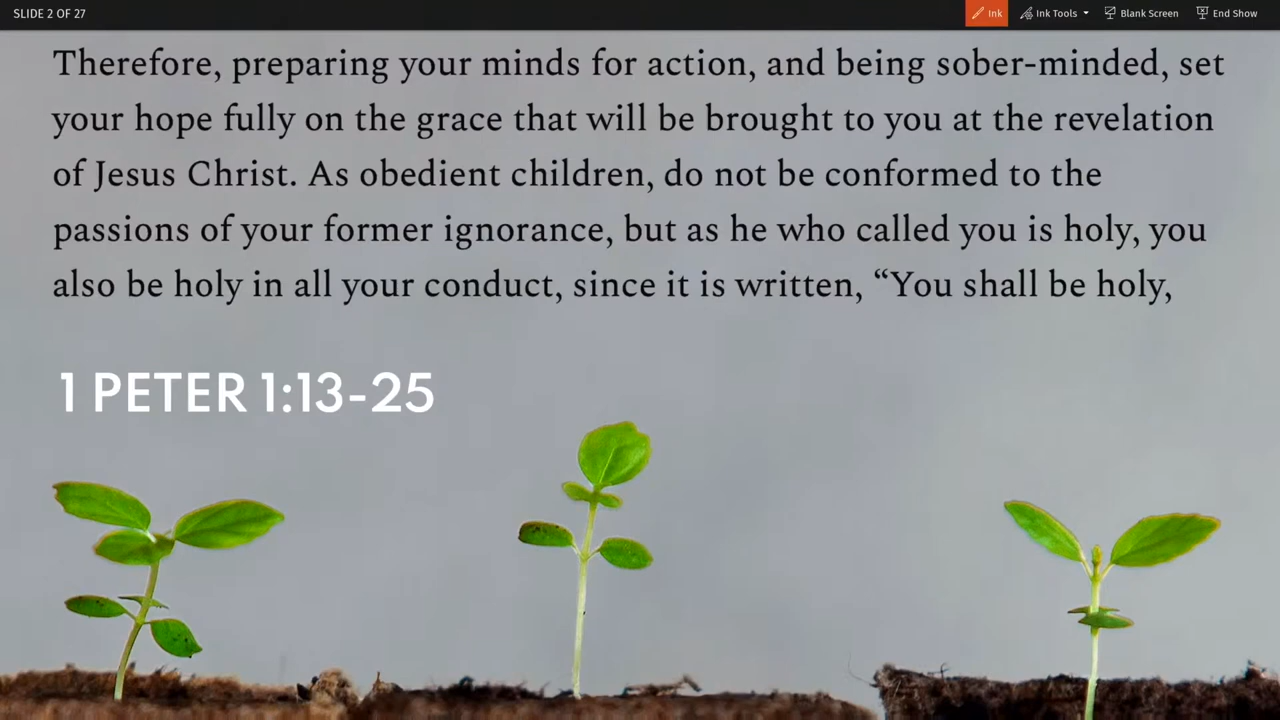 SLIDE 2 OF 27
Ink
Ink Tools
Blank Screen
End Show
Therefore, preparing your minds for action, and being sober-minded, set
your hope fully on the grace that will be brought to you at the revelation
of Jesus Christ. As obedient children, do not be conformed to the
passions of your former ignorance, but as he who called you is holy, you
also be holy in all your conduct, since it is written, “You shall be holy,
1 PETER 1:13-25